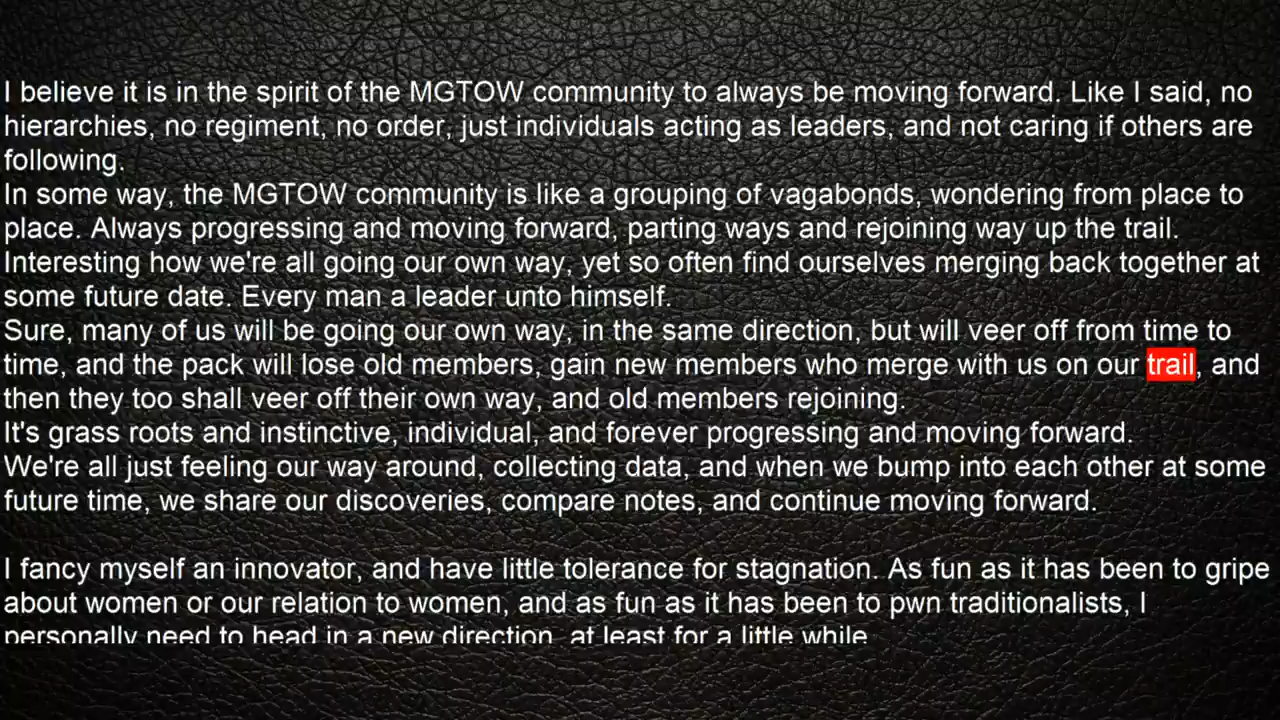 I believe it is in the spirit of the MGTOW community to always be moving forward. Like I said, no
hierarchies, no regiment, no order, just individuals acting as leaders, and not caring if others are
following.
In some way, the MGTOW community is like a grouping of vagabonds, wondering from place to
place. Always progressing and moving forward, parting ways and rejoining way up the trail.
Interesting how we're all going our own way, yet so often find ourselves merging back together at
some future date. Every man a leader unto himself.
Sure, many of us will be going our own way, in the same direction, but will veer off from time to
time, and the pack will lose old members, gain new members who merge with us on our trail, and
then they too shall veer off their own way, and old members rejoining.
It's grass roots and instinctive, individual, and forever progressing and moving forward.
We're all just feeling our way around, collecting data, and when we bump into each other at some
future time, we share our discoveries, compare notes, and continue moving forward.
I fancy myself an innovator, and have little tolerance for stagnation. As fun as it has been to gripe
about women or our relation to women, and as fun as it has been to pwn traditionalists, I
personally need to head in a new direction, at least for a little while